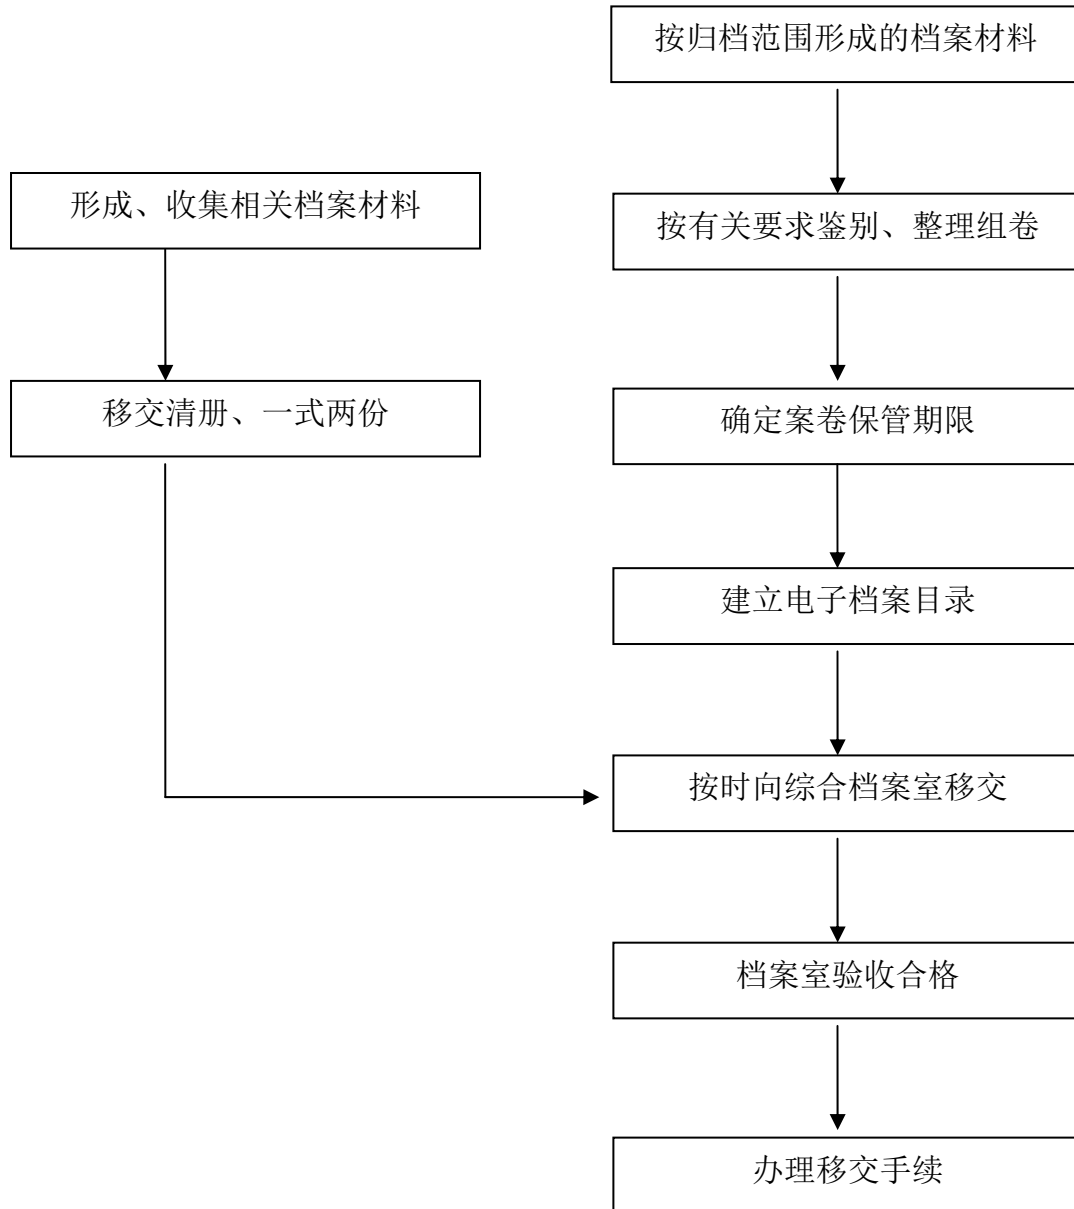 按归档范围形成的档案材料
形成、收集相关档案材料
按有关要求鉴别、整理组卷
移交清册、一式两份
确定案卷保管期限
建立电子档案目录
按时向综合档案室移交
档案室验收合格
办理移交手续